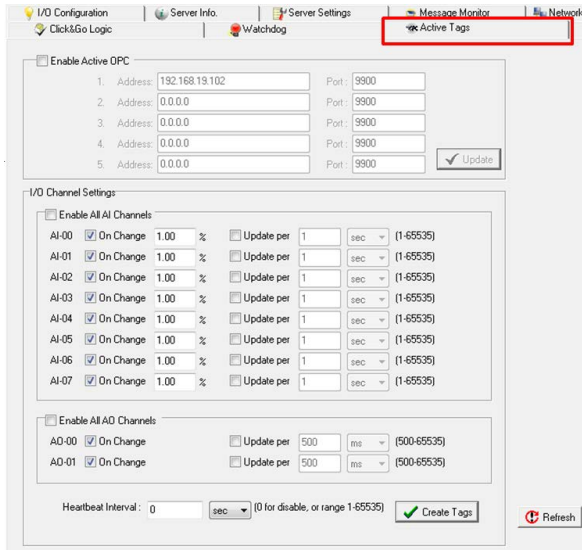 I/O Configuration Server Info. Server Settings Message Monitor Network
Click&Go Logic Watchdog Active Tags
Enable Active OPC
1. Address: 192.168.19.102 Port : 9900
2. Address: 0.0.0.0 Port : 9900
3. Address: 0.0.0.0 Port : 9900
4. Address: 0.0.0.0 Port : 9900
5. Address: 0.0.0.0 Port : 9900 Update
I/O Channel Settings
Enable All AI Channels
AI-00 On Change 1.00 % Update per 1 sec (1-65535)
AI-01 On Change 1.00 % Update per 1 sec (1-65535)
AI-02 On Change 1.00 % Update per 1 sec (1-65535)
AI-03 On Change 1.00 % Update per 1 sec (1-65535)
AI-04 On Change 1.00 % Update per 1 sec (1-65535)
AI-05 On Change 1.00 % Update per 1 sec (1-65535)
AI-06 On Change 1.00 % Update per 1 sec (1-65535)
AI-07 On Change 1.00 % Update per 1 sec (1-65535)
Enable All AO Channels
AO-00 On Change Update per 500 ms (500-65535)
AO-01 On Change Update per 500 ms (500-65535)
Heartbeat Interval : 0 sec (0 for disable, or range 1-65535) Create Tags
Refresh